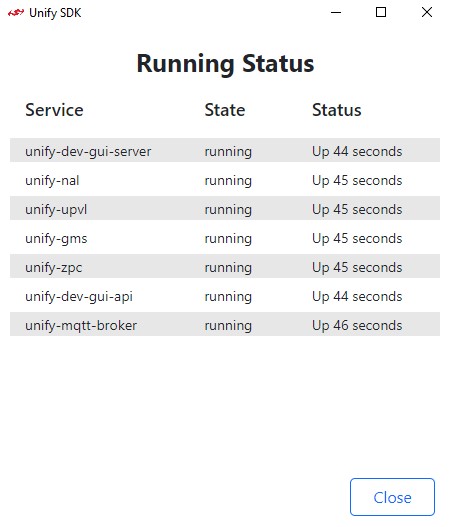 Unify SDK
Running Status
Service State Status
unify-dev-gui-server running Up 44 seconds
unify-nal running Up 45 seconds
unify-upvl running Up 45 seconds
unify-gms running Up 45 seconds
unify-zpc running Up 45 seconds
unify-dev-gui-api running Up 44 seconds
unify-mqtt-broker running Up 46 seconds
Close